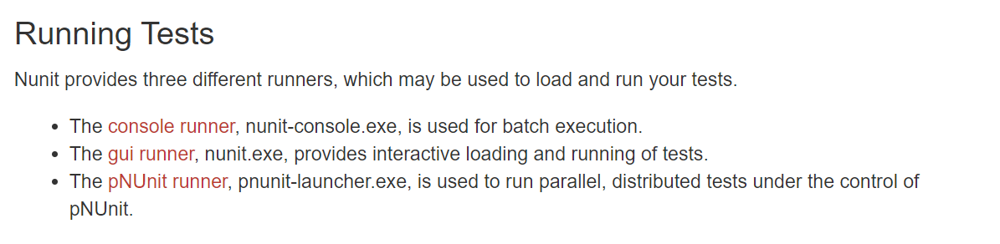 Running Tests
Nunit provides three different runners, which may be used to load and run your tests.
• The console runner, nunit-console.exe, is used for batch execution.
• The gui runner, nunit.exe, provides interactive loading and running of tests.
• The pNUnit runner, pnunit-launcher.exe, is used to run parallel, distributed tests under the control of
pNUnit.